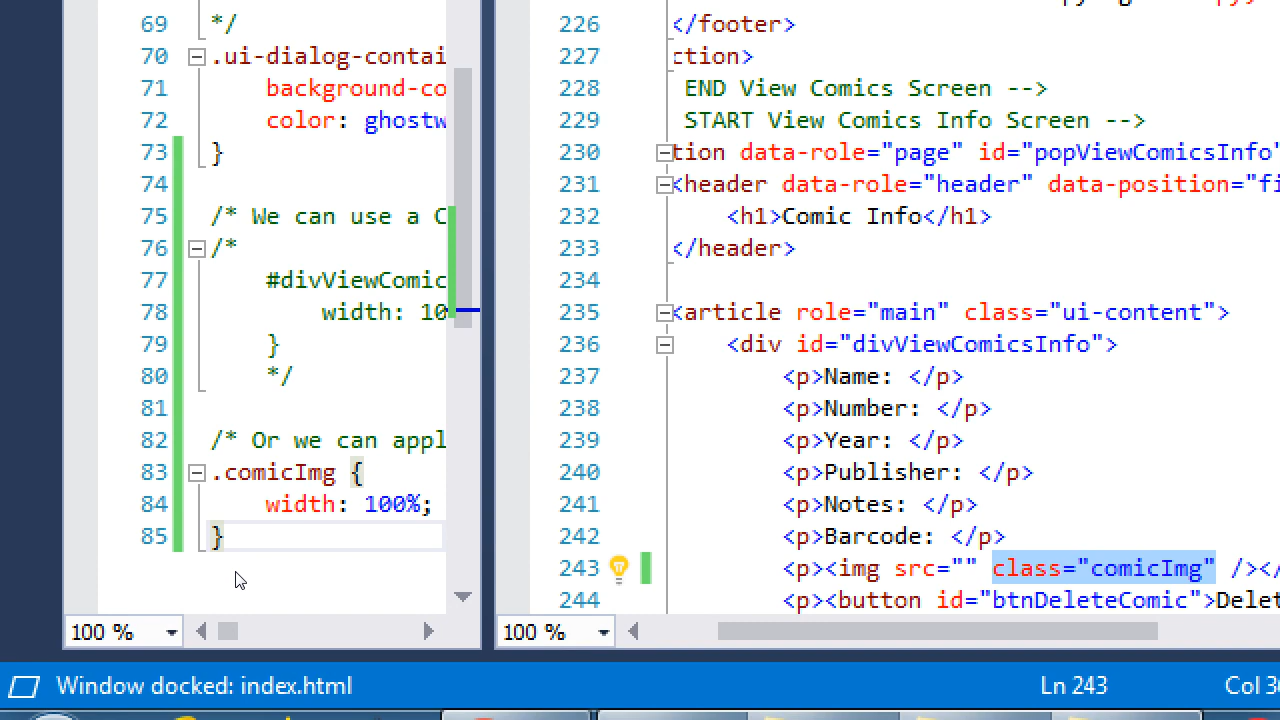 69 */
70 .ui-dialog-contai
71 background-co
72 color: ghostw
73 }
74
75 /* We can use a C
76 /*
77 #divViewComic
78 width: 10
79 }
80 */
81
82 /* Or we can appl
83 .comicImg {
84 width: 100%;
85 }
100 %
226 </footer>
227 ction>
228 END View Comics Screen -->
229 START View Comics Info Screen -->
230 tion data-role="page" id="popViewComicsInfo"
231 <header data-role="header" data-position="fi
232 <h1>Comic Info</h1>
233 </header>
234
235 <article role="main" class="ui-content">
236 <div id="divViewComicsInfo">
237 <p>Name: </p>
238 <p>Number: </p>
239 <p>Year: </p>
240 <p>Publisher: </p>
241 <p>Notes: </p>
242 <p>Barcode: </p>
243 <p><img src="" class="comicImg" /></
244 <p><button id="btnDeleteComic">Delet
100 %
Window docked: index.html
Ln 243
Col 3